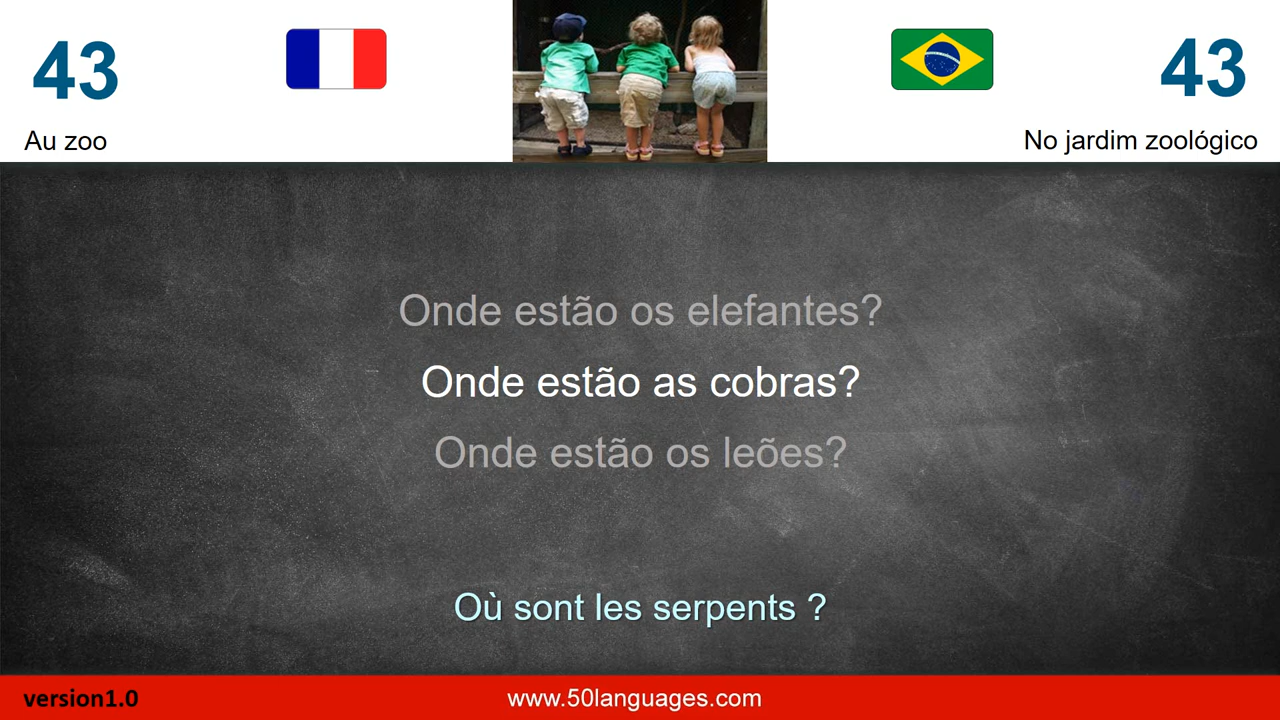 43
43
Au zoo
No jardim zoológico
Onde estão os elefantes?
Onde estão as cobras?
Onde estão os leões?
Où sont les serpents ?
version1.0
www.50languages.com